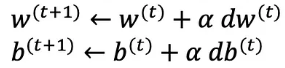 w⁽ᵗ⁺¹⁾ ← w⁽ᵗ⁾ + α dw⁽ᵗ⁾
b⁽ᵗ⁺¹⁾ ← b⁽ᵗ⁾ + α db⁽ᵗ⁾